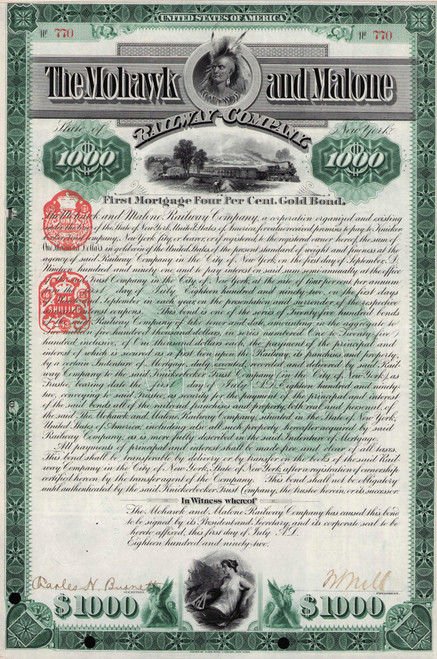 UNITED STATES OF AMERICA
№ 770 № 770
The Mohawk and Malone
RAILWAY COMPANY
State of New York
1000 1000
First Mortgage Four Per Cent. Gold Bond.
The Mohawk and Malone Railway Company, a corporation organized and existing
under the laws of the State of New York, United States of America, for value received promises to pay to Knicker
Trust Company, New York City, or bearer, or if registered to the registered owner hereof, the sum of
One thousand Dollars, in gold coin of the United States of the present standard of weight and fineness at the
agency of said Railway Company in the City of New York, on the first day of September, A.D.
Nineteen hundred and ninety-one, and to pay interest on said sum semi-annually at the office
Trust Company in the City of New York, at the rate of four per cent. per annum
day of Eighteen hundred and ninety-two, on the first days
September in each year, on the presentation and surrender of the respective
interest coupons. This bond is one of the series of Twenty-five hundred bonds
Railway Company of like tenor and date, amounting in the aggregate to
five hundred thousand dollars, in series numbered One to Twenty-five
hundred inclusive, of One thousand dollars each, the payment of the principal and
interest of which is secured as a first lien upon the Railway, its franchises and property,
by a certain Indenture of Mortgage, duly executed and delivered by said Rail
way Company to the said Knickerbocker Trust Company in the City of New York, as
Trustee, bearing date the first day of July, A.D. Eighteen hundred and ninety-
two, conveying to said Trustee, as security for the payment of the principal and interest
of the said bonds, all of the railroad franchises and property, both real and personal, of
the said, The Mohawk and Malone Railway Company, situated in the State of New York,
United States of America, including also all such property hereafter acquired by said
Railway Company, as is more fully described in the said Indenture of Mortgage.
All payments of principal and interest shall be made free and clear of all taxes.
This bond shall be transferable by delivery or by transfer on the books of the said Rail
way Company in the City of New York, State of New York, after a registration of ownership
certified hereon by the transfer agent of the Company. This bond shall not be obligatory
until authenticated by the said, Knickerbocker Trust Company, the Trustee herein, or its successor.
In Witness whereof
The Mohawk and Malone Railway Company has caused this bond
to be signed by its President and Secretary, and its corporate seal to be
hereto affixed, this first day of July A.D.
Eighteen hundred and ninety-two.
Charles H. Burnett
SECRETARY.
PRESIDENT.
$1000 $1000